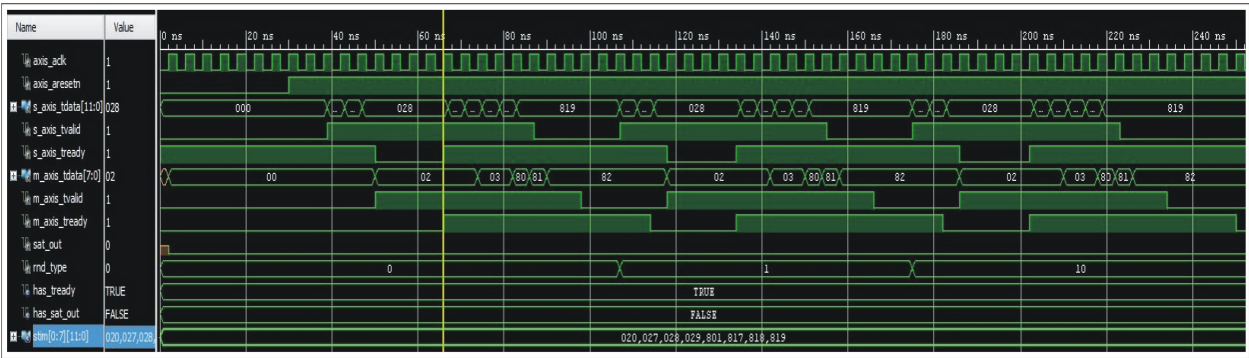 Name Value
0 ns 20 ns 40 ns 60 n 80 ns 100 ns 120 ns 140 ns 160 ns 180 ns 200 ns 220 ns 240 ns
axis_aclk 1
axis_aresetn 1
s_axis_tdata[11:0] 028 000 ... ... 028 ... ... ... ... 819 ... ... 028 ... ... ... ... 819 ... ... 028 ... ... ... ... 819
s_axis_tvalid 1
s_axis_tready 1
m_axis_tdata[7:0] 02 00 02 03 80 81 82 02 03 80 81 82 02 03 80 81 82
m_axis_tvalid 1
m_axis_tready 1
sat_out 0
rnd_type 0 0 1 10
has_tready TRUE TRUE
has_sat_out FALSE FALSE
stim[0:7][11:0] 020,027,028, 020,027,028,029,801,817,818,819